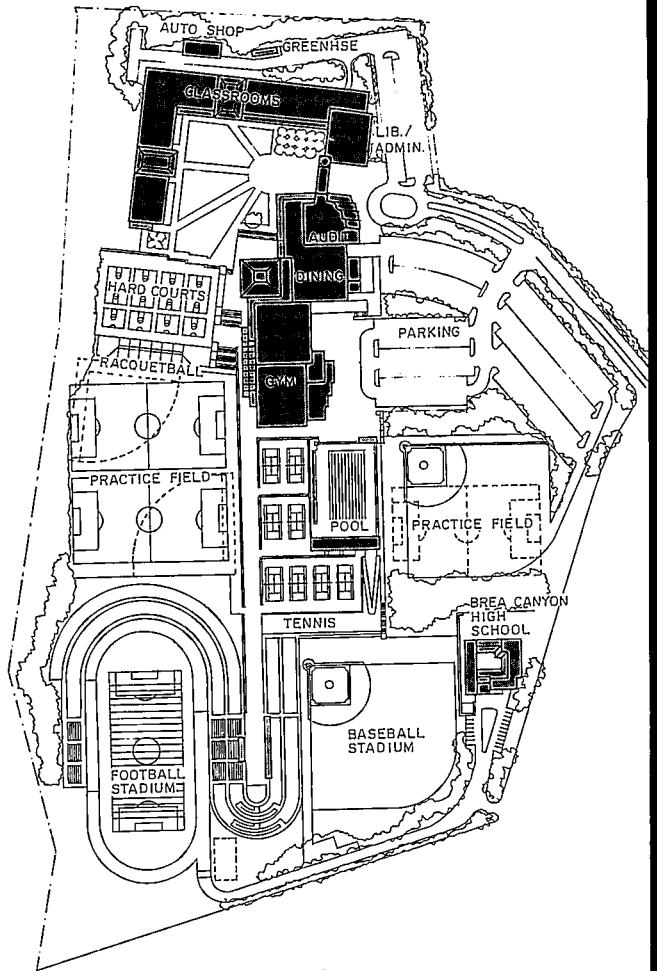 AUTO SHOP
GREENHSE
CLASSROOMS
LIB./
ADMIN.
AUD
DINING
HARD COURTS
PARKING
RACQUETBALL
GYM
PRACTICE FIELD
POOL
PRACTICE FIELD
BREA CANYON
HIGH
SCHOOL
TENNIS
BASEBALL
STADIUM
FOOTBALL
STADIUM